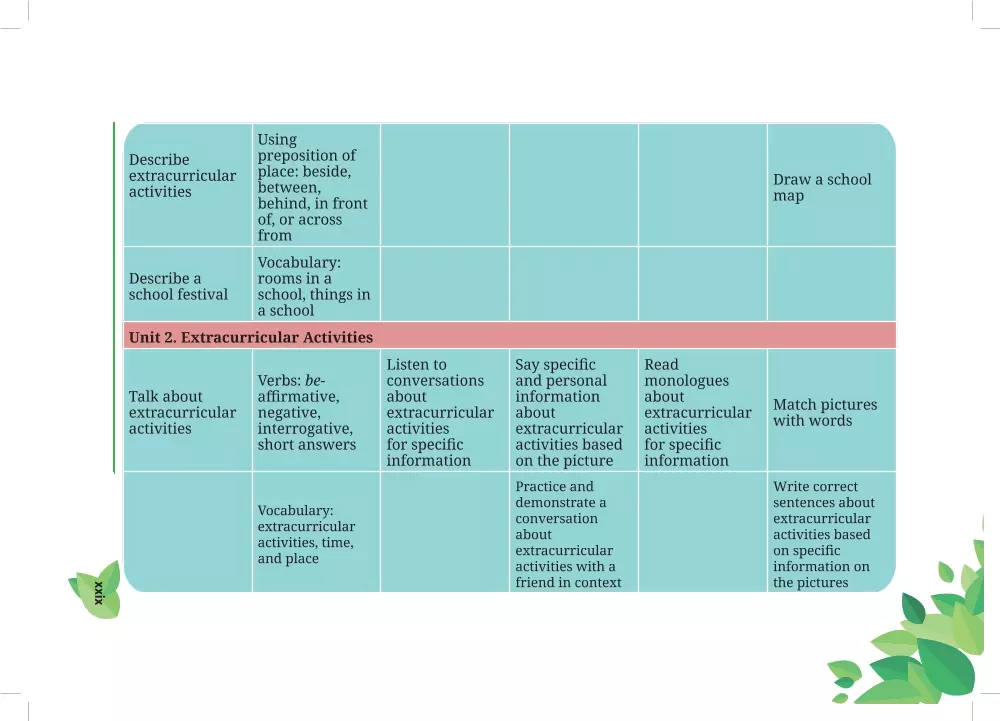 Describe
extracurricular
activities
Using
preposition of
place: beside,
between,
behind, in front
of, or across
from
Draw a school
map
Describe a
school festival
Vocabulary:
rooms in a
school, things in
a school
Unit 2. Extracurricular Activities
Talk about
extracurricular
activities
Verbs: be-
affirmative,
negative,
interrogative,
short answers
Listen to
conversations
about
extracurricular
activities
for specific
information
Say specific
and personal
information
about
extracurricular
activities based
on the picture
Read
monologues
about
extracurricular
activities
for specific
information
Match pictures
with words
Vocabulary:
extracurricular
activities, time,
and place
Practice and
demonstrate a
conversation
about
extracurricular
activities with a
friend in context
Write correct
sentences about
extracurricular
activities based
on specific
information on
the pictures
xxix